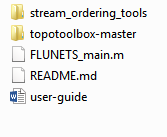 stream_ordering_tools
topotoolbox-master
FLUNETS_main.m
README.md
user-guide